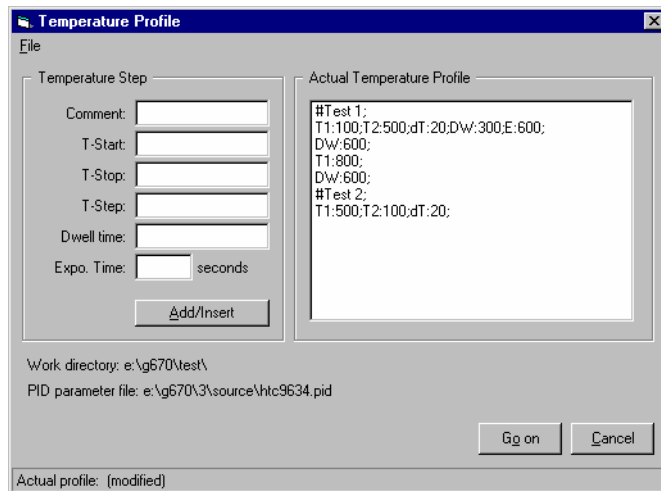 Temperature Profile
File
Temperature Step
Comment:
T-Start:
T-Stop:
T-Step:
Dwell time:
Expo. Time:
seconds
Add/Insert
Actual Temperature Profile
#Test 1;
T1:100;T2:500;dT:20;DW:300;E:600;
DW:600;
T1:800;
DW:600;
#Test 2;
T1:500;T2:100;dT:20;
Work directory: e:\g670\test\
PID parameter file: e:\g670\3\source\htc9634.pid
Go on
Cancel
Actual profile: (modified)